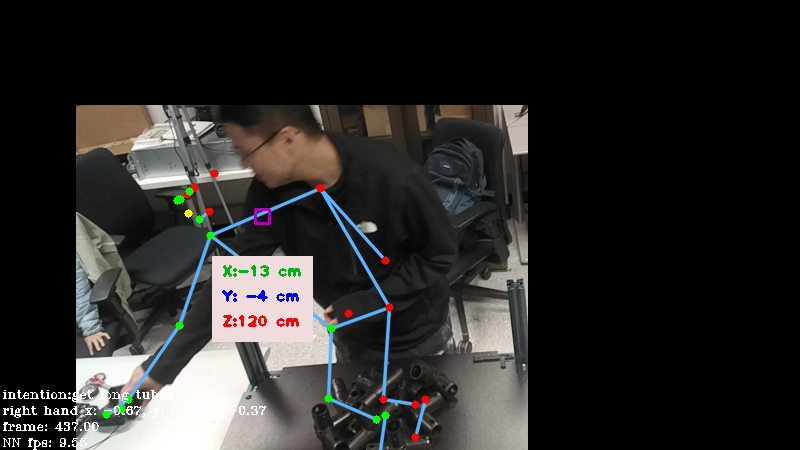 X:-13 cm
Y: -4 cm
Z:120 cm
intention:get long tube
right hand x: -0.67, y: -0.37
frame: 437.00
NN fps: 9.56